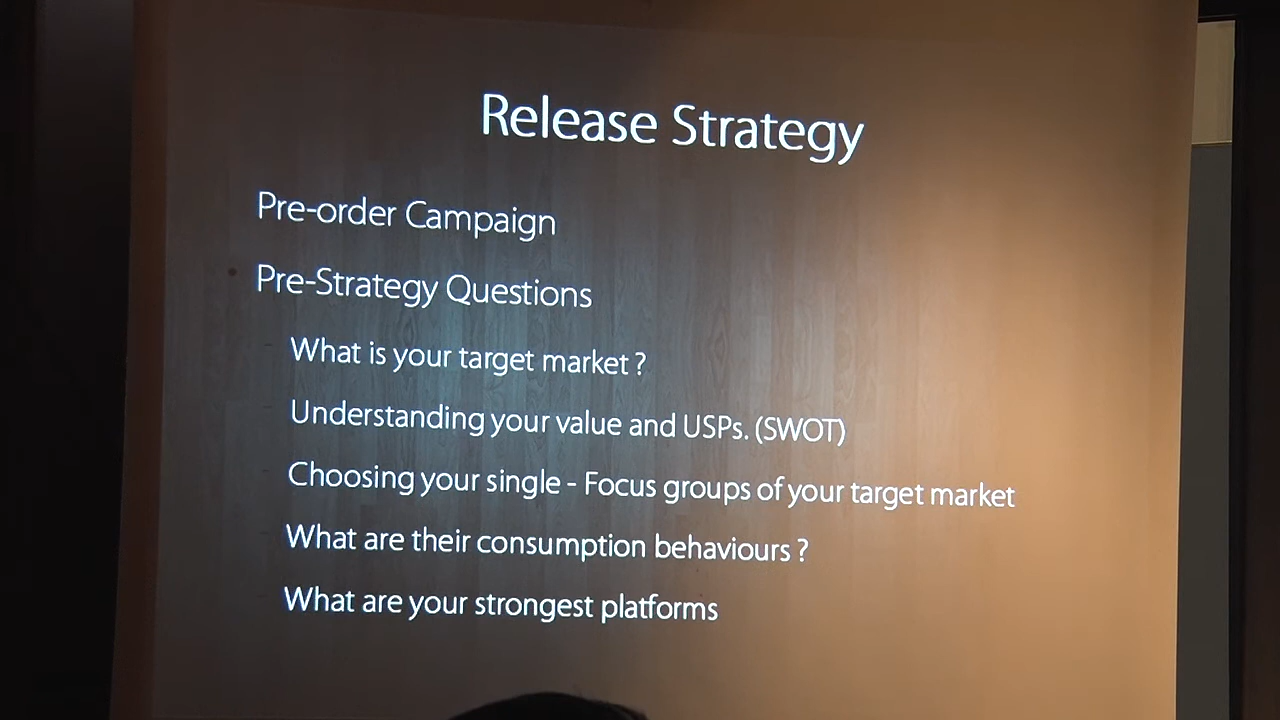 Release Strategy
Pre-order Campaign
Pre-Strategy Questions
What is your target market ?
Understanding your value and USPs. (SWOT)
Choosing your single - Focus groups of your target market
What are their consumption behaviours ?
What are your strongest platforms